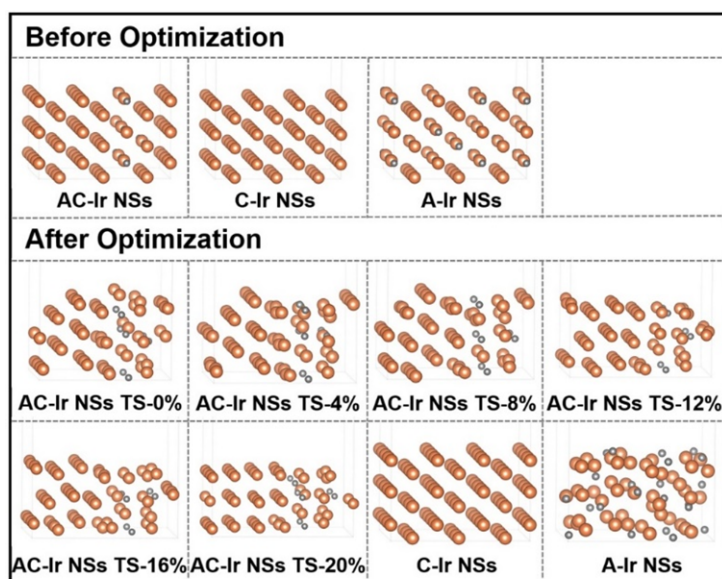 Before Optimization
AC-Ir NSs
C-Ir NSs
A-Ir NSs
After Optimization
AC-Ir NSs TS-0%
AC-Ir NSs TS-4%
AC-Ir NSs TS-8%
AC-Ir NSs TS-12%
AC-Ir NSs TS-16%
AC-Ir NSs TS-20%
C-Ir NSs
A-Ir NSs